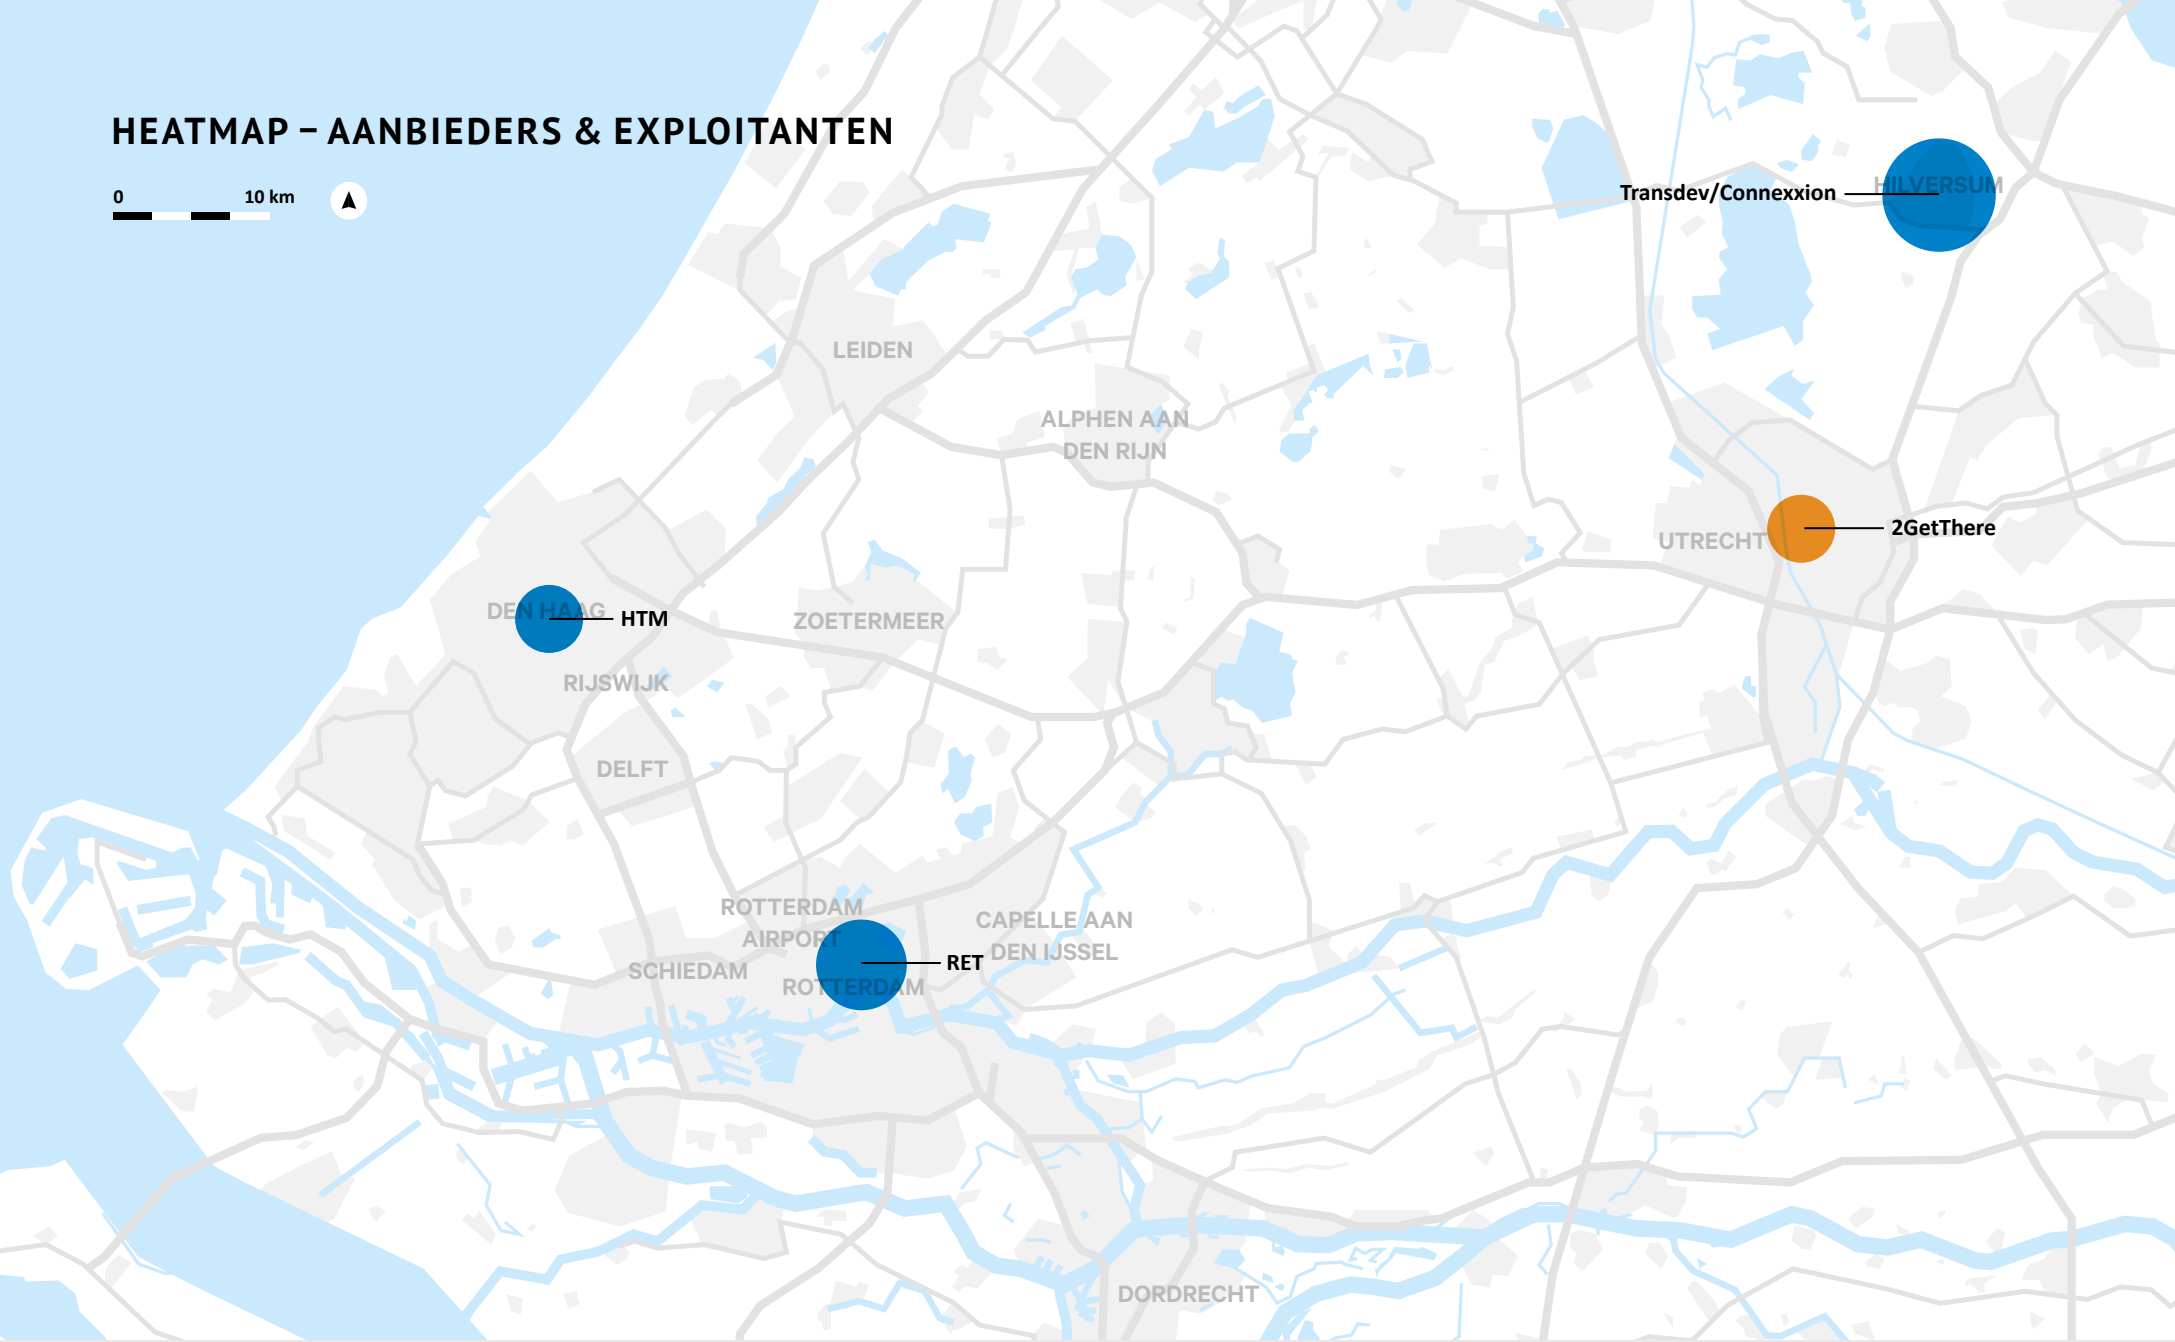 HEATMAP – AANBIEDERS & EXPLOITANTEN
0 10 km
Transdev/Connexxion
HILVERSUM
LEIDEN
ALPHEN AAN
DEN RIJN
UTRECHT
2GetThere
DEN HAAG
HTM
ZOETERMEER
RIJSWIJK
DELFT
ROTTERDAM
AIRPORT
CAPELLE AAN
DEN IJSSEL
SCHIEDAM
RET
ROTTERDAM
DORDRECHT